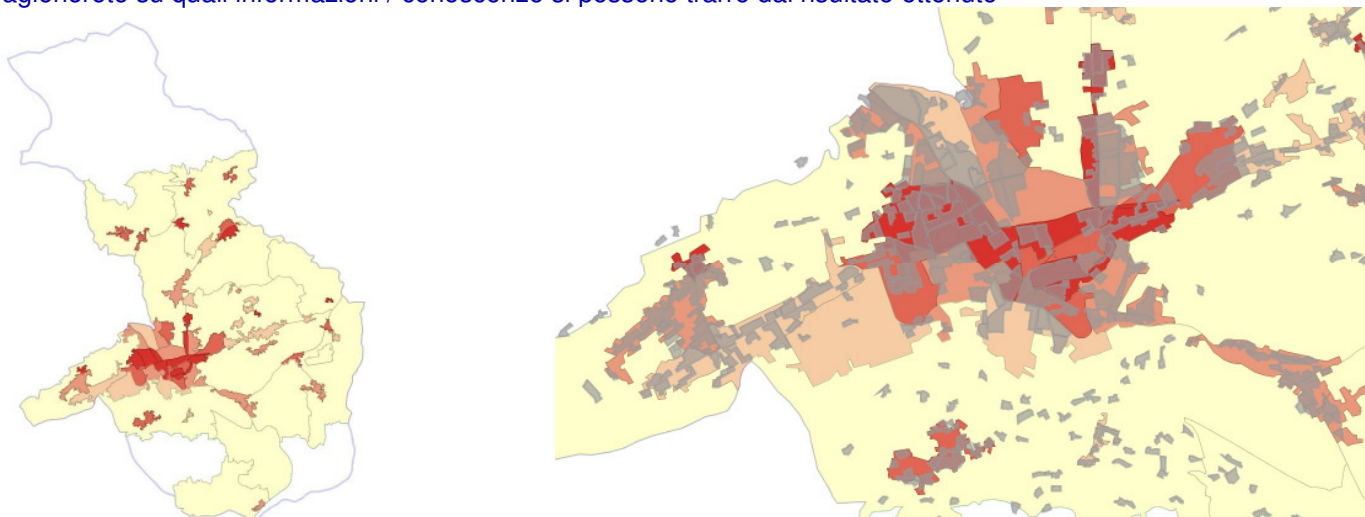 su quali informazioni / conoscenze si possono trarre dal risultato ottenuto